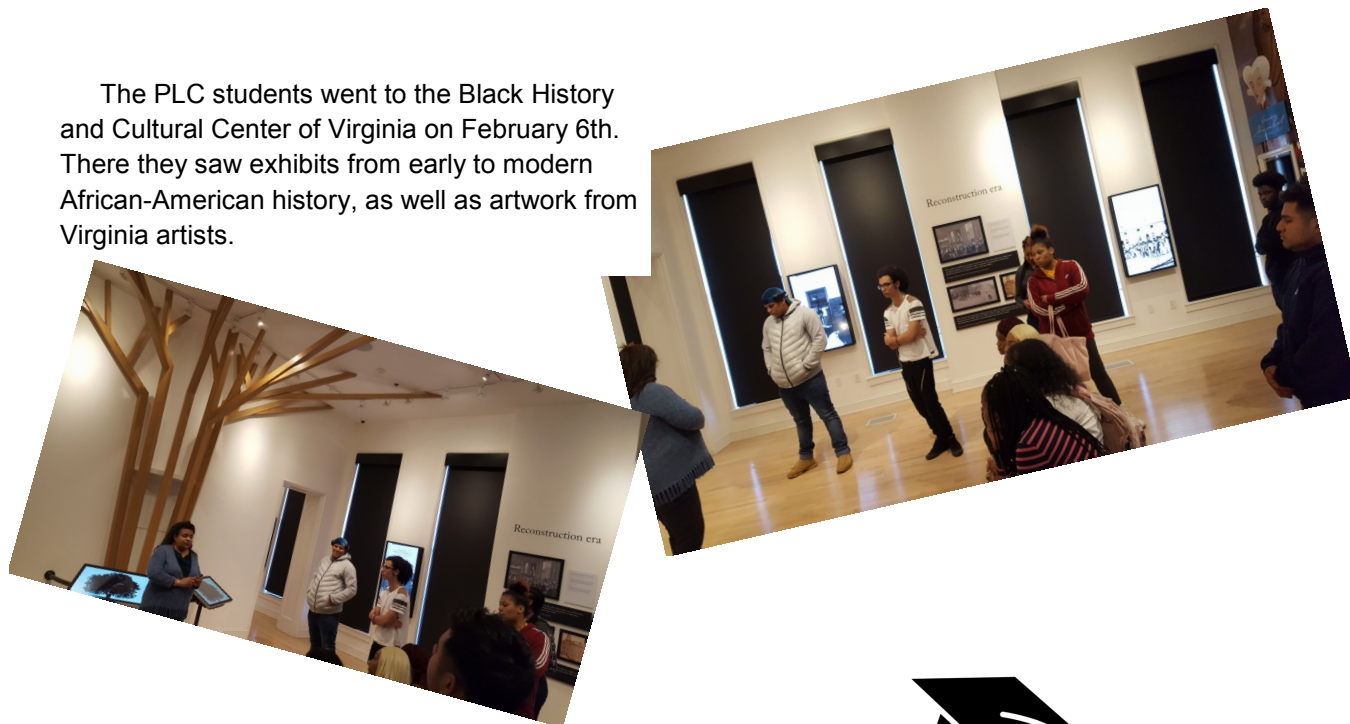 The PLC students went to the Black History
and Cultural Center of Virginia on February 6th.
There they saw exhibits from early to modern
African-American history, as well as artwork from
Virginia artists.
Reconstruction era
Reconstruction era